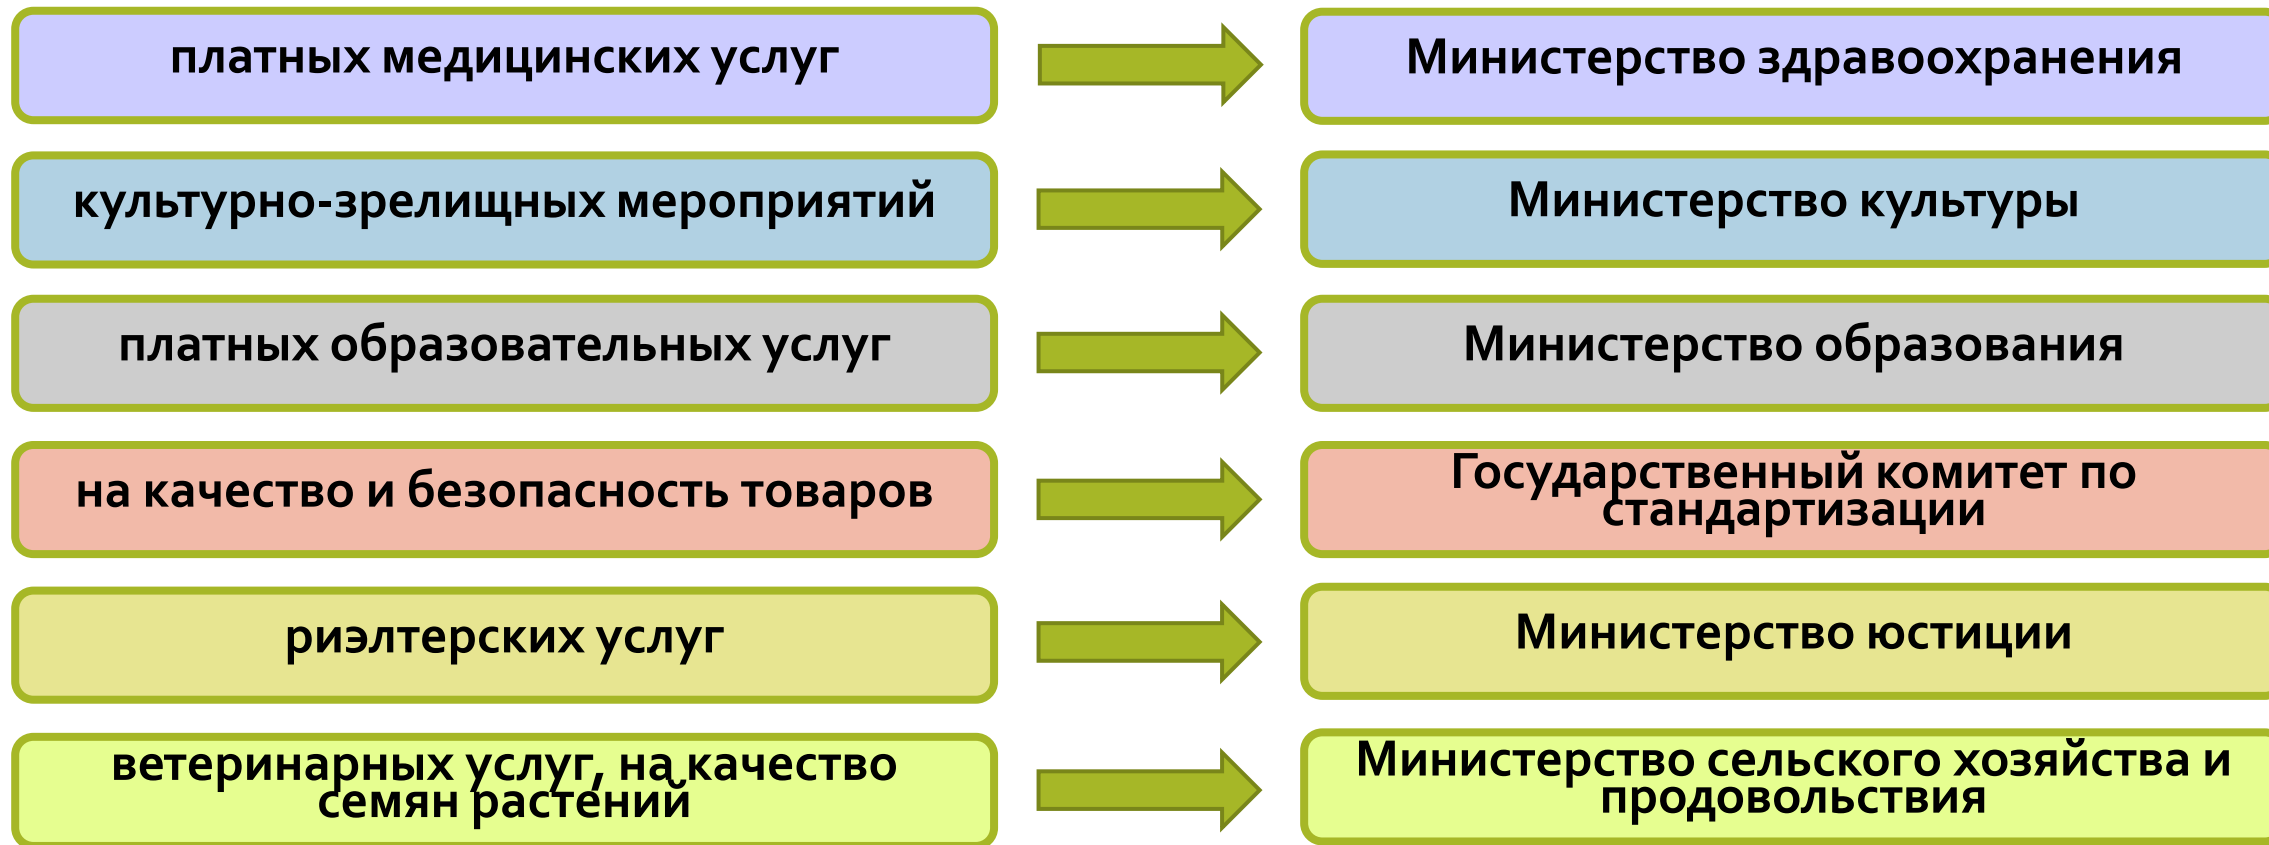 платных медицинских услуг
Министерство здравоохранения
культурно-зрелищных мероприятий
Министерство культуры
платных образовательных услуг
Министерство образования
на качество и безопасность товаров
Государственный комитет по
стандартизации
риэлтерских услуг
Министерство юстиции
ветеринарных услуг, на качество
семян растений
Министерство сельского хозяйства и
продовольствия